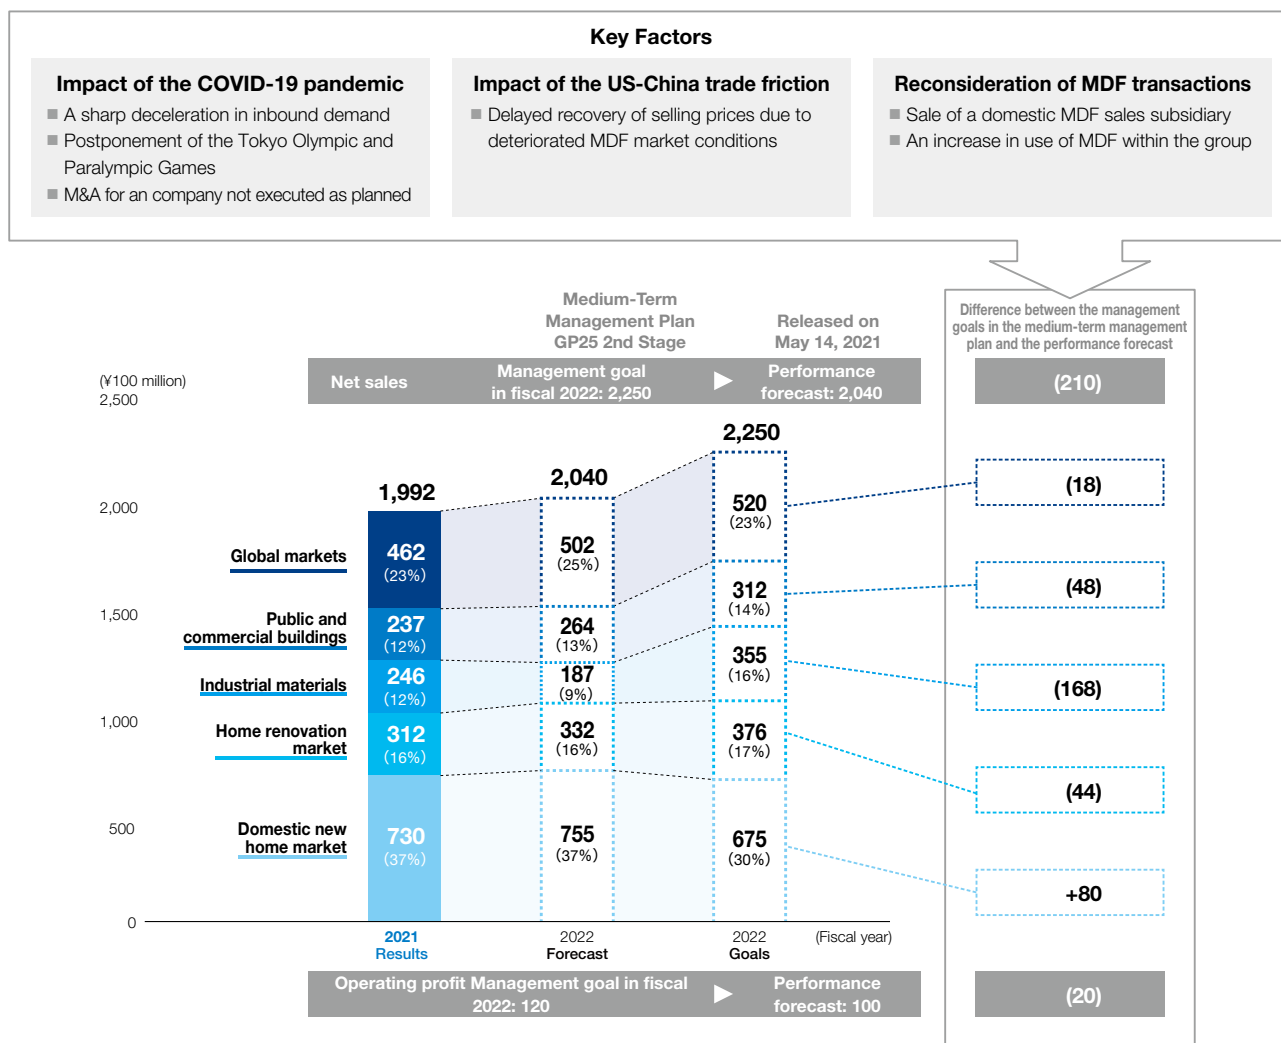 Key Factors
Impact of the COVID-19 pandemic
■ A sharp deceleration in inbound demand
■ Postponement of the Tokyo Olympic and
Paralympic Games
■ M&A for an company not executed as planned
Impact of the US-China trade friction
■ Delayed recovery of selling prices due to
deteriorated MDF market conditions
Reconsideration of MDF transactions
■ Sale of a domestic MDF sales subsidiary
■ An increase in use of MDF within the group
Medium-Term
Management Plan
GP25 2nd Stage
Released on
May 14, 2021
Difference between the management
goals in the medium-term management
plan and the performance forecast
(¥100 million)
Net sales
Management goal
in fiscal 2022: 2,250
Performance
forecast: 2,040
(210)
2,500
2,000
1,500
1,000
500
0
Global markets
Public and
commercial buildings
Industrial materials
Home renovation
market
Domestic new
home market
1,992
462
(23%)
237
(12%)
246
(12%)
312
(16%)
730
(37%)
2,040
502
(25%)
264
(13%)
187
(9%)
332
(16%)
755
(37%)
2,250
520
(23%)
312
(14%)
355
(16%)
376
(17%)
675
(30%)
(18)
(48)
(168)
(44)
+80
2021
Results
2022
Forecast
2022
Goals
(Fiscal year)
Operating profit Management goal in fiscal
2022: 120
Performance
forecast: 100
(20)